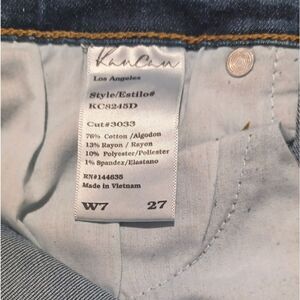 KanCan
Los Angeles
Style/Estilo#
KC8245D
Cut#3033
76% Cotton/Algodon
13% Rayon / Rayon
10% Polyester/Poliester
1% Spandex/Elastano
RN#144635
Made in Vietnam
W7 27